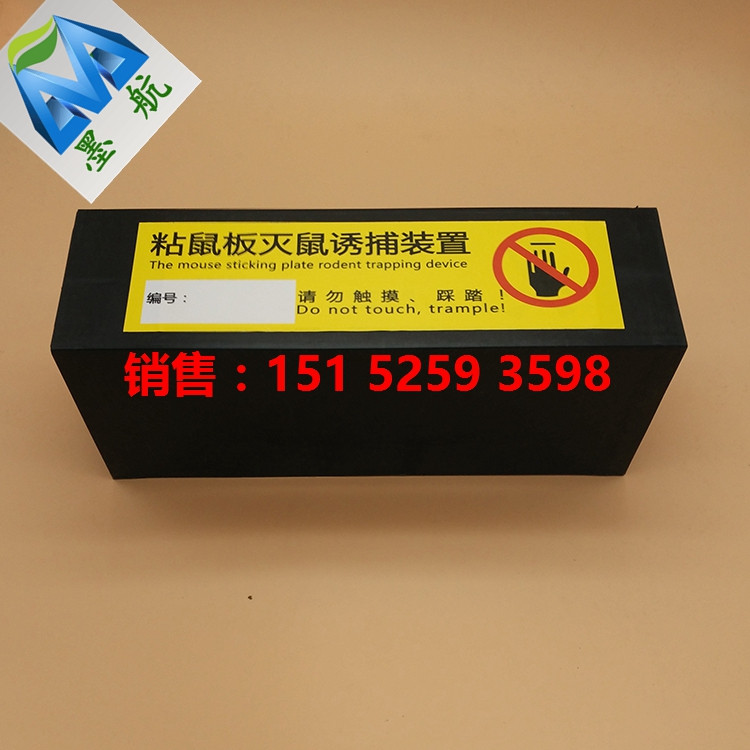 墨航
粘鼠板灭鼠诱捕装置
The mouse sticking plate rodent trapping device
编号：
请勿触摸、踩踏！
Do not touch, trample!
销售：151 5259 3598